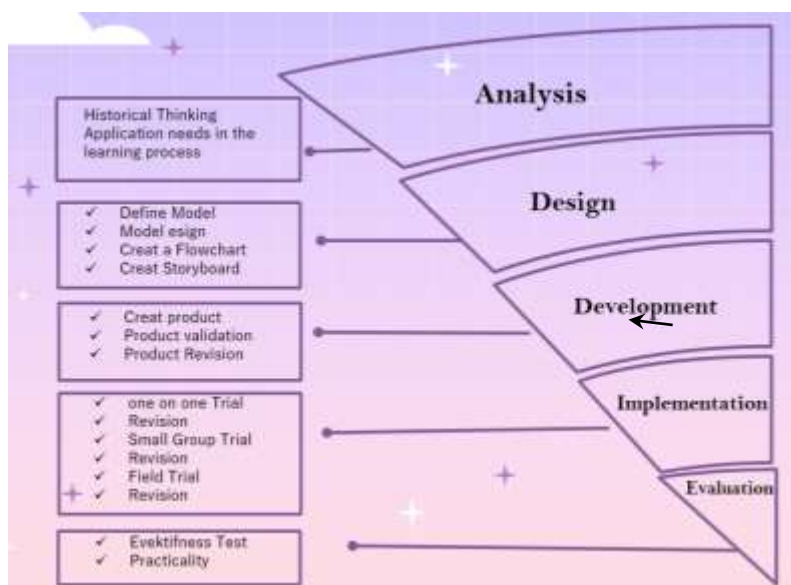 Analysis
Historical Thinking
Application needs in the
learning process
Design
✓ Define Model
✓ Model esign
✓ Creat a Flowchart
✓ Creat Storyboard
Development
✓ Creat product
✓ Product validation
✓ Product Revision
Implementation
✓ one on one Trial
✓ Revision
✓ Small Group Trial
✓ Revision
✓ Field Trial
✓ Revision
Evaluation
✓ Evektifness Test
✓ Practicality